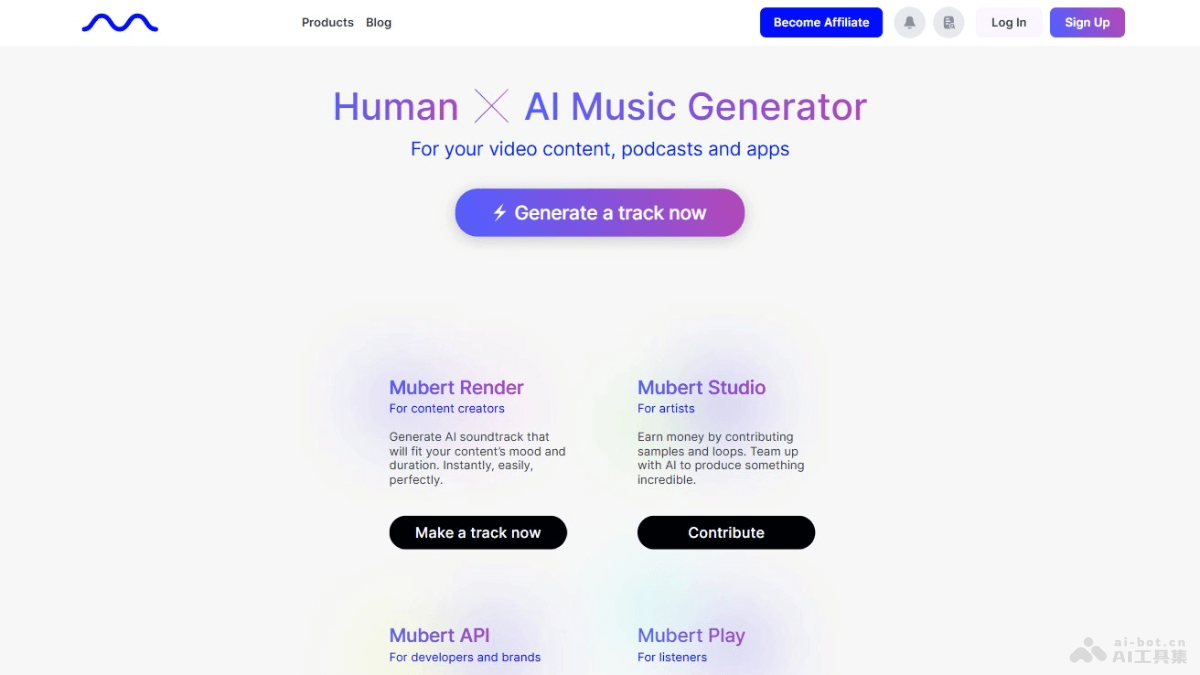 Products Blog Become Affiliate Log In Sign Up
Human X AI Music Generator
For your video content, podcasts and apps
Generate a track now
Mubert Render
For content creators
Generate AI soundtrack that
will fit your content's mood and
duration. Instantly, easily,
perfectly.
Make a track now
Mubert Studio
For artists
Earn money by contributing
samples and loops. Team up
with AI to produce something
incredible.
Contribute
Mubert API
For developers and brands
Mubert Play
For listeners
ai-bot.cn
AI工具集